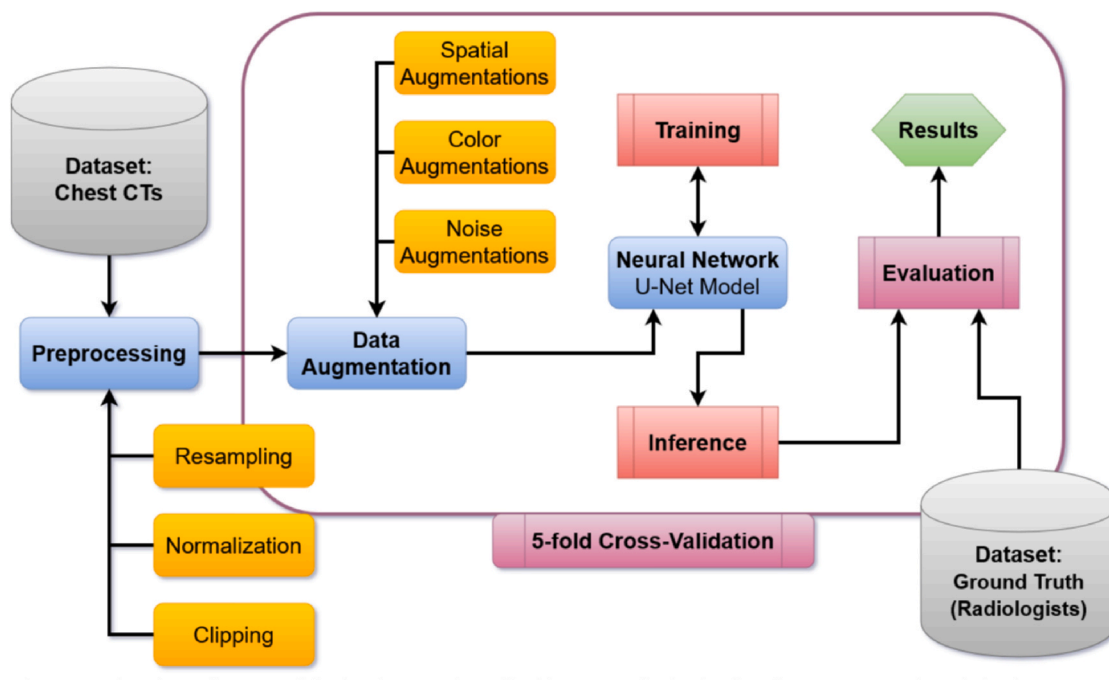 Spatial
Augmentations
Color
Augmentations
Noise
Augmentations
Dataset:
Chest CTs
Training
Results
Neural Network
U-Net Model
Evaluation
Preprocessing
Data
Augmentation
Inference
Resampling
Normalization
Clipping
5-fold Cross-Validation
Dataset:
Ground Truth
(Radiologists)